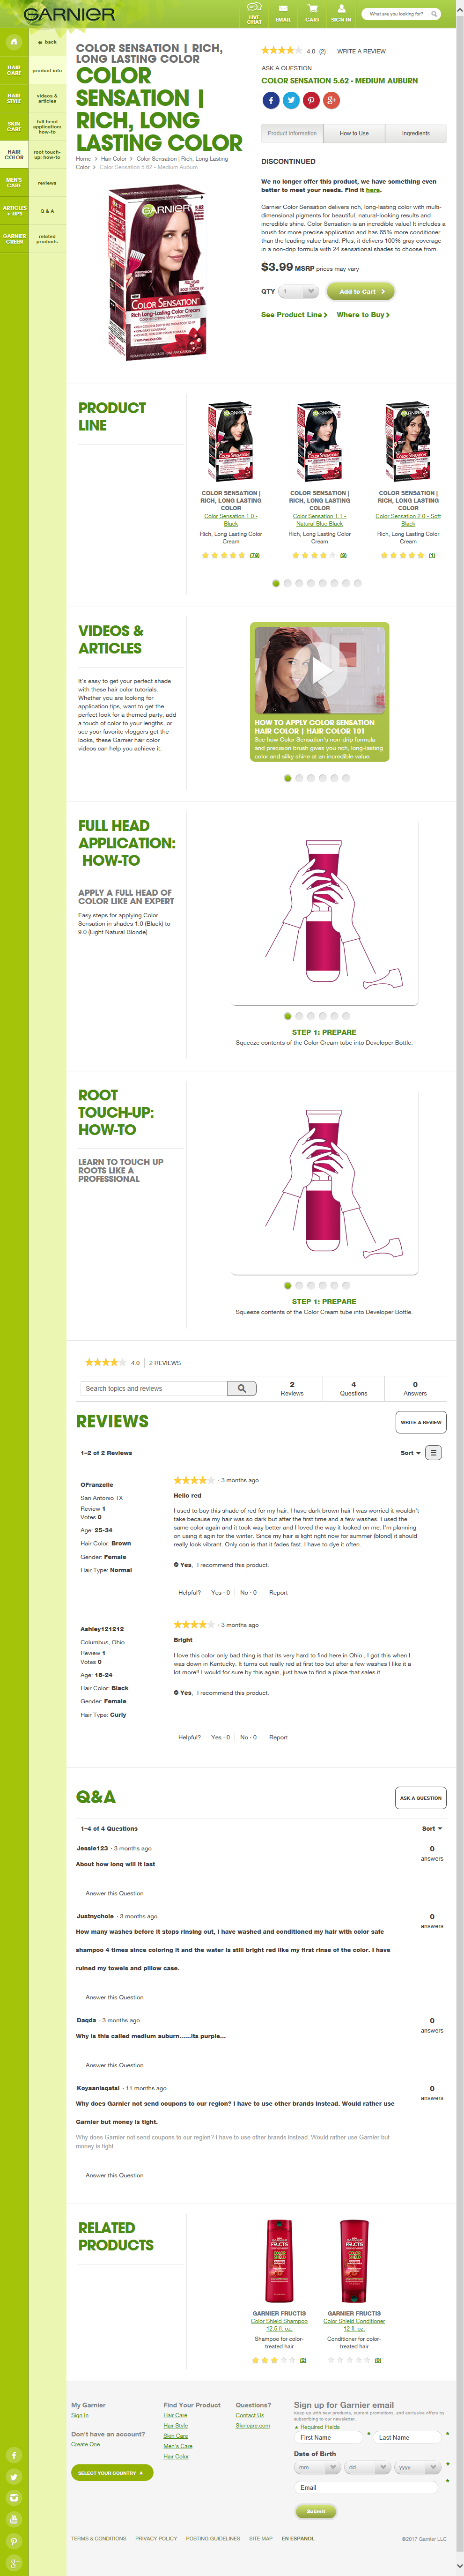 GARNIER
LIVE CHAT
EMAIL
CART
SIGN IN
What are you looking for?
HAIR CARE
HAIR STYLE
SKIN CARE
HAIR COLOR
MEN'S CARE
ARTICLES + TIPS
GARNIER GREEN
back
product info
videos & articles
full head application: how-to
root touch-up: how-to
reviews
Q & A
related products
COLOR SENSATION | RICH,
LONG LASTING COLOR
COLOR
SENSATION |
RICH, LONG
LASTING COLOR
Home > Hair Color > Color Sensation | Rich, Long Lasting
Color > Color Sensation 5.62 - Medium Auburn
4.0 (2) WRITE A REVIEW
ASK A QUESTION
COLOR SENSATION 5.62 - MEDIUM AUBURN
Product Information
How to Use
Ingredients
DISCONTINUED
We no longer offer this product, we have something even
better to meet your needs. Find it here.
Garnier Color Sensation delivers rich, long-lasting color with multi-
dimensional pigments for beautiful, natural-looking results and
incredible shine. Color Sensation is an incredible value! It includes a
brush for more precise application and has 65% more conditioner
than the leading value brand. Plus, it delivers 100% gray coverage
in a non-drip formula with 24 sensational shades to choose from.
$3.99 MSRP prices may vary
QTY 1 Add to Cart >
See Product Line > Where to Buy >
GARNIER
COLOR SENSATION
Rich Long-Lasting Color Cream
PRODUCT
LINE
COLOR SENSATION |
RICH, LONG LASTING
COLOR
Color Sensation 1.0 -
Black
Rich, Long Lasting Color
Cream
(76)
COLOR SENSATION |
RICH, LONG LASTING
COLOR
Color Sensation 1.1 -
Natural Blue Black
Rich, Long Lasting Color
Cream
COLOR SENSATION |
RICH, LONG LASTING
COLOR
Color Sensation 2.0 - Soft
Black
Rich, Long Lasting Color
Cream
(1)
VIDEOS &
ARTICLES
It's easy to get your perfect shade
with these hair color tutorials.
Whether you are looking for
application tips, want to get the
perfect look for a themed party, add
a touch of color to your lengths, or
see your favorite vloggers get the
looks, these Garnier hair color
videos can help you achieve it.
HOW TO APPLY COLOR SENSATION
HAIR COLOR | HAIR COLOR 101
See how Color Sensation's non-drip formula
and precision brush gives you rich, long-lasting
color and silky shine at an incredible value.
FULL HEAD
APPLICATION:
HOW-TO
APPLY A FULL HEAD OF
COLOR LIKE AN EXPERT
Easy steps for applying Color
Sensation in shades 1.0 (Black) to
9.0 (Light Natural Blonde)
STEP 1: PREPARE
Squeeze contents of the Color Cream tube into Developer Bottle.
ROOT
TOUCH-UP:
HOW-TO
LEARN TO TOUCH UP
ROOTS LIKE A
PROFESSIONAL
STEP 1: PREPARE
Squeeze contents of the Color Cream tube into Developer Bottle.
4.0 | 2 REVIEWS
Search topics and reviews
2 Reviews
4 Questions
0 Answers
REVIEWS
WRITE A REVIEW
1–2 of 2 Reviews
Sort
OFranzelle
San Antonio TX
Review 1
Votes 0
Age: 25-34
Hair Color: Brown
Gender: Female
Hair Type: Normal
· 3 months ago
Hello red
I used to buy this shade of red for my hair. I have dark brown hair I was worried it wouldn't
take because my hair was so dark but after the first time and a few washes. I used the
same color again and it took way better and I loved the way it looked on me. I'm planning
on using it agin for the summer time. Since my hair is light right now for summer (blond) it should
really look vibrant. Only con is that it fades fast. I have to dye it often.
Yes, I recommend this product.
Helpful? Yes · 0 No · 0 Report
Ashley121212
Columbus, Ohio
Review 1
Votes 0
Age: 18-24
Hair Color: Black
Gender: Female
Hair Type: Curly
· 3 months ago
Bright
I love this color only bad thing is that its very hard to find here in Ohio , I got this when I
was down in Kentucky. It turns out really red at first too but after a few washes I like it a
lot more!! I would for sure by this again, just have to find a place that sales it.
Yes, I recommend this product.
Helpful? Yes · 0 No · 0 Report
Q&A
ASK A QUESTION
1–4 of 4 Questions
Sort
Jessie123 · 3 months ago
About how long will it last
0 answers
Answer this Question
Justnychole · 3 months ago
How many washes before it stops rinsing out, I have washed and conditioned my hair with color safe
shampoo 4 times since coloring it and the water is still bright red like my first rinse of the color. I have
ruined my towels and pillow case.
0 answers
Answer this Question
Dagda · 3 months ago
Why is this called medium auburn......its purple...
0 answers
Answer this Question
Koyaanisqatsi · 11 months ago
Why does Garnier not send coupons to our region? I have to use other brands instead. Would rather use
Garnier but money is tight.
Why does Garnier not send coupons to our region? I have to use other brands instead. Would rather use Garnier but
money is tight.
0 answers
Answer this Question
RELATED
PRODUCTS
FRUCTIS
FRUCTIS
GARNIER FRUCTIS
Color Shield Shampoo
12.5 fl. oz.
Shampoo for color-
treated hair
(2)
GARNIER FRUCTIS
Color Shield Conditioner
12 fl. oz.
Conditioner for color-
treated hair
(0)
My Garnier
Sign In
Don't have an account?
Create One
SELECT YOUR COUNTRY
Find Your Product
Hair Care
Hair Style
Skin Care
Men's Care
Hair Color
Questions?
Contact Us
Skincare.com
Sign up for Garnier email
Keep up with new products, current promotions, and exclusive offers by
subscribing to our newsletter.
* Required Fields
First Name * Last Name *
Date of Birth
mm dd yyyy *
Email *
Submit
TERMS & CONDITIONS PRIVACY POLICY POSTING GUIDELINES SITE MAP EN ESPANOL
©2017 Garnier LLC